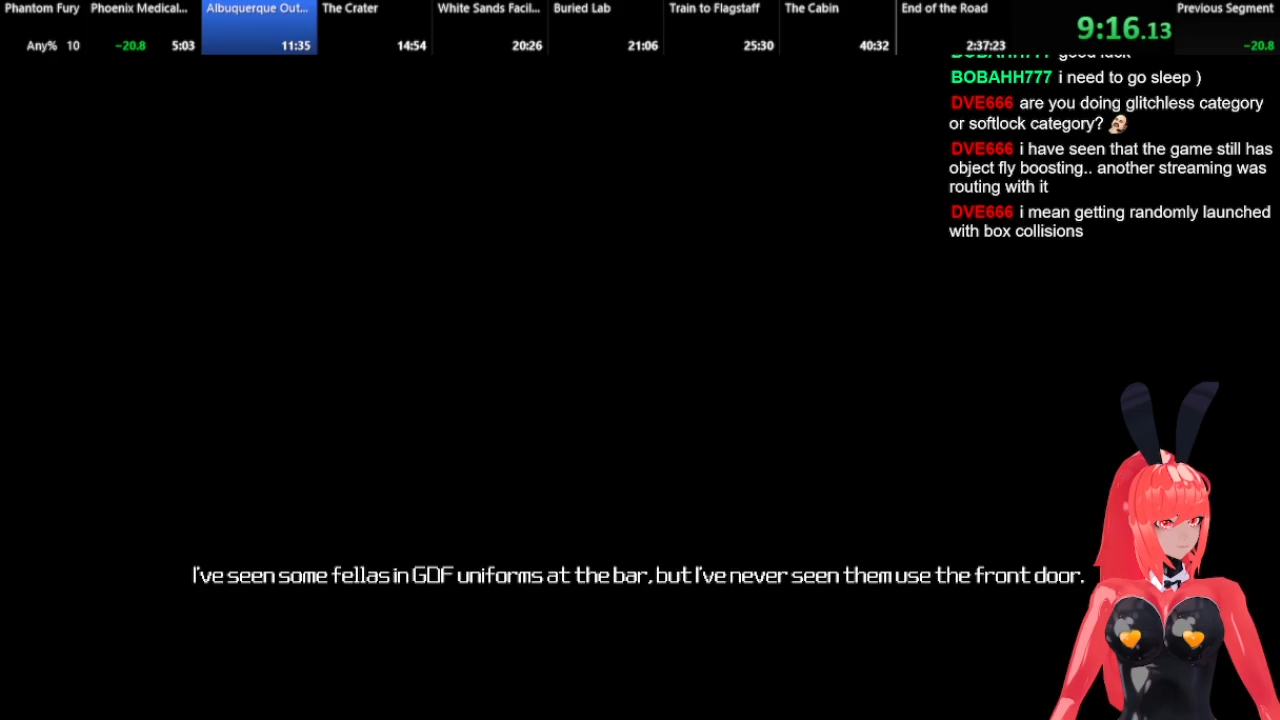 Phantom Fury
Phoenix Medical...
Albuquerque Out...
The Crater
White Sands Facil...
Buried Lab
Train to Flagstaff
The Cabin
End of the Road
9:16.13
Previous Segment
Any% 10
-20.8
5:03
11:35
14:54
20:26
21:06
25:30
40:32
2:37:23
-20.8
BOBAHH777 good luck
BOBAHH777 i need to go sleep )
DVE666 are you doing glitchless category
or softlock category?
DVE666 i have seen that the game still has
object fly boosting.. another streaming was
routing with it
DVE666 i mean getting randomly launched
with box collisions
I've seen some fellas in GDF uniforms at the bar, but I've never seen them use the front door.